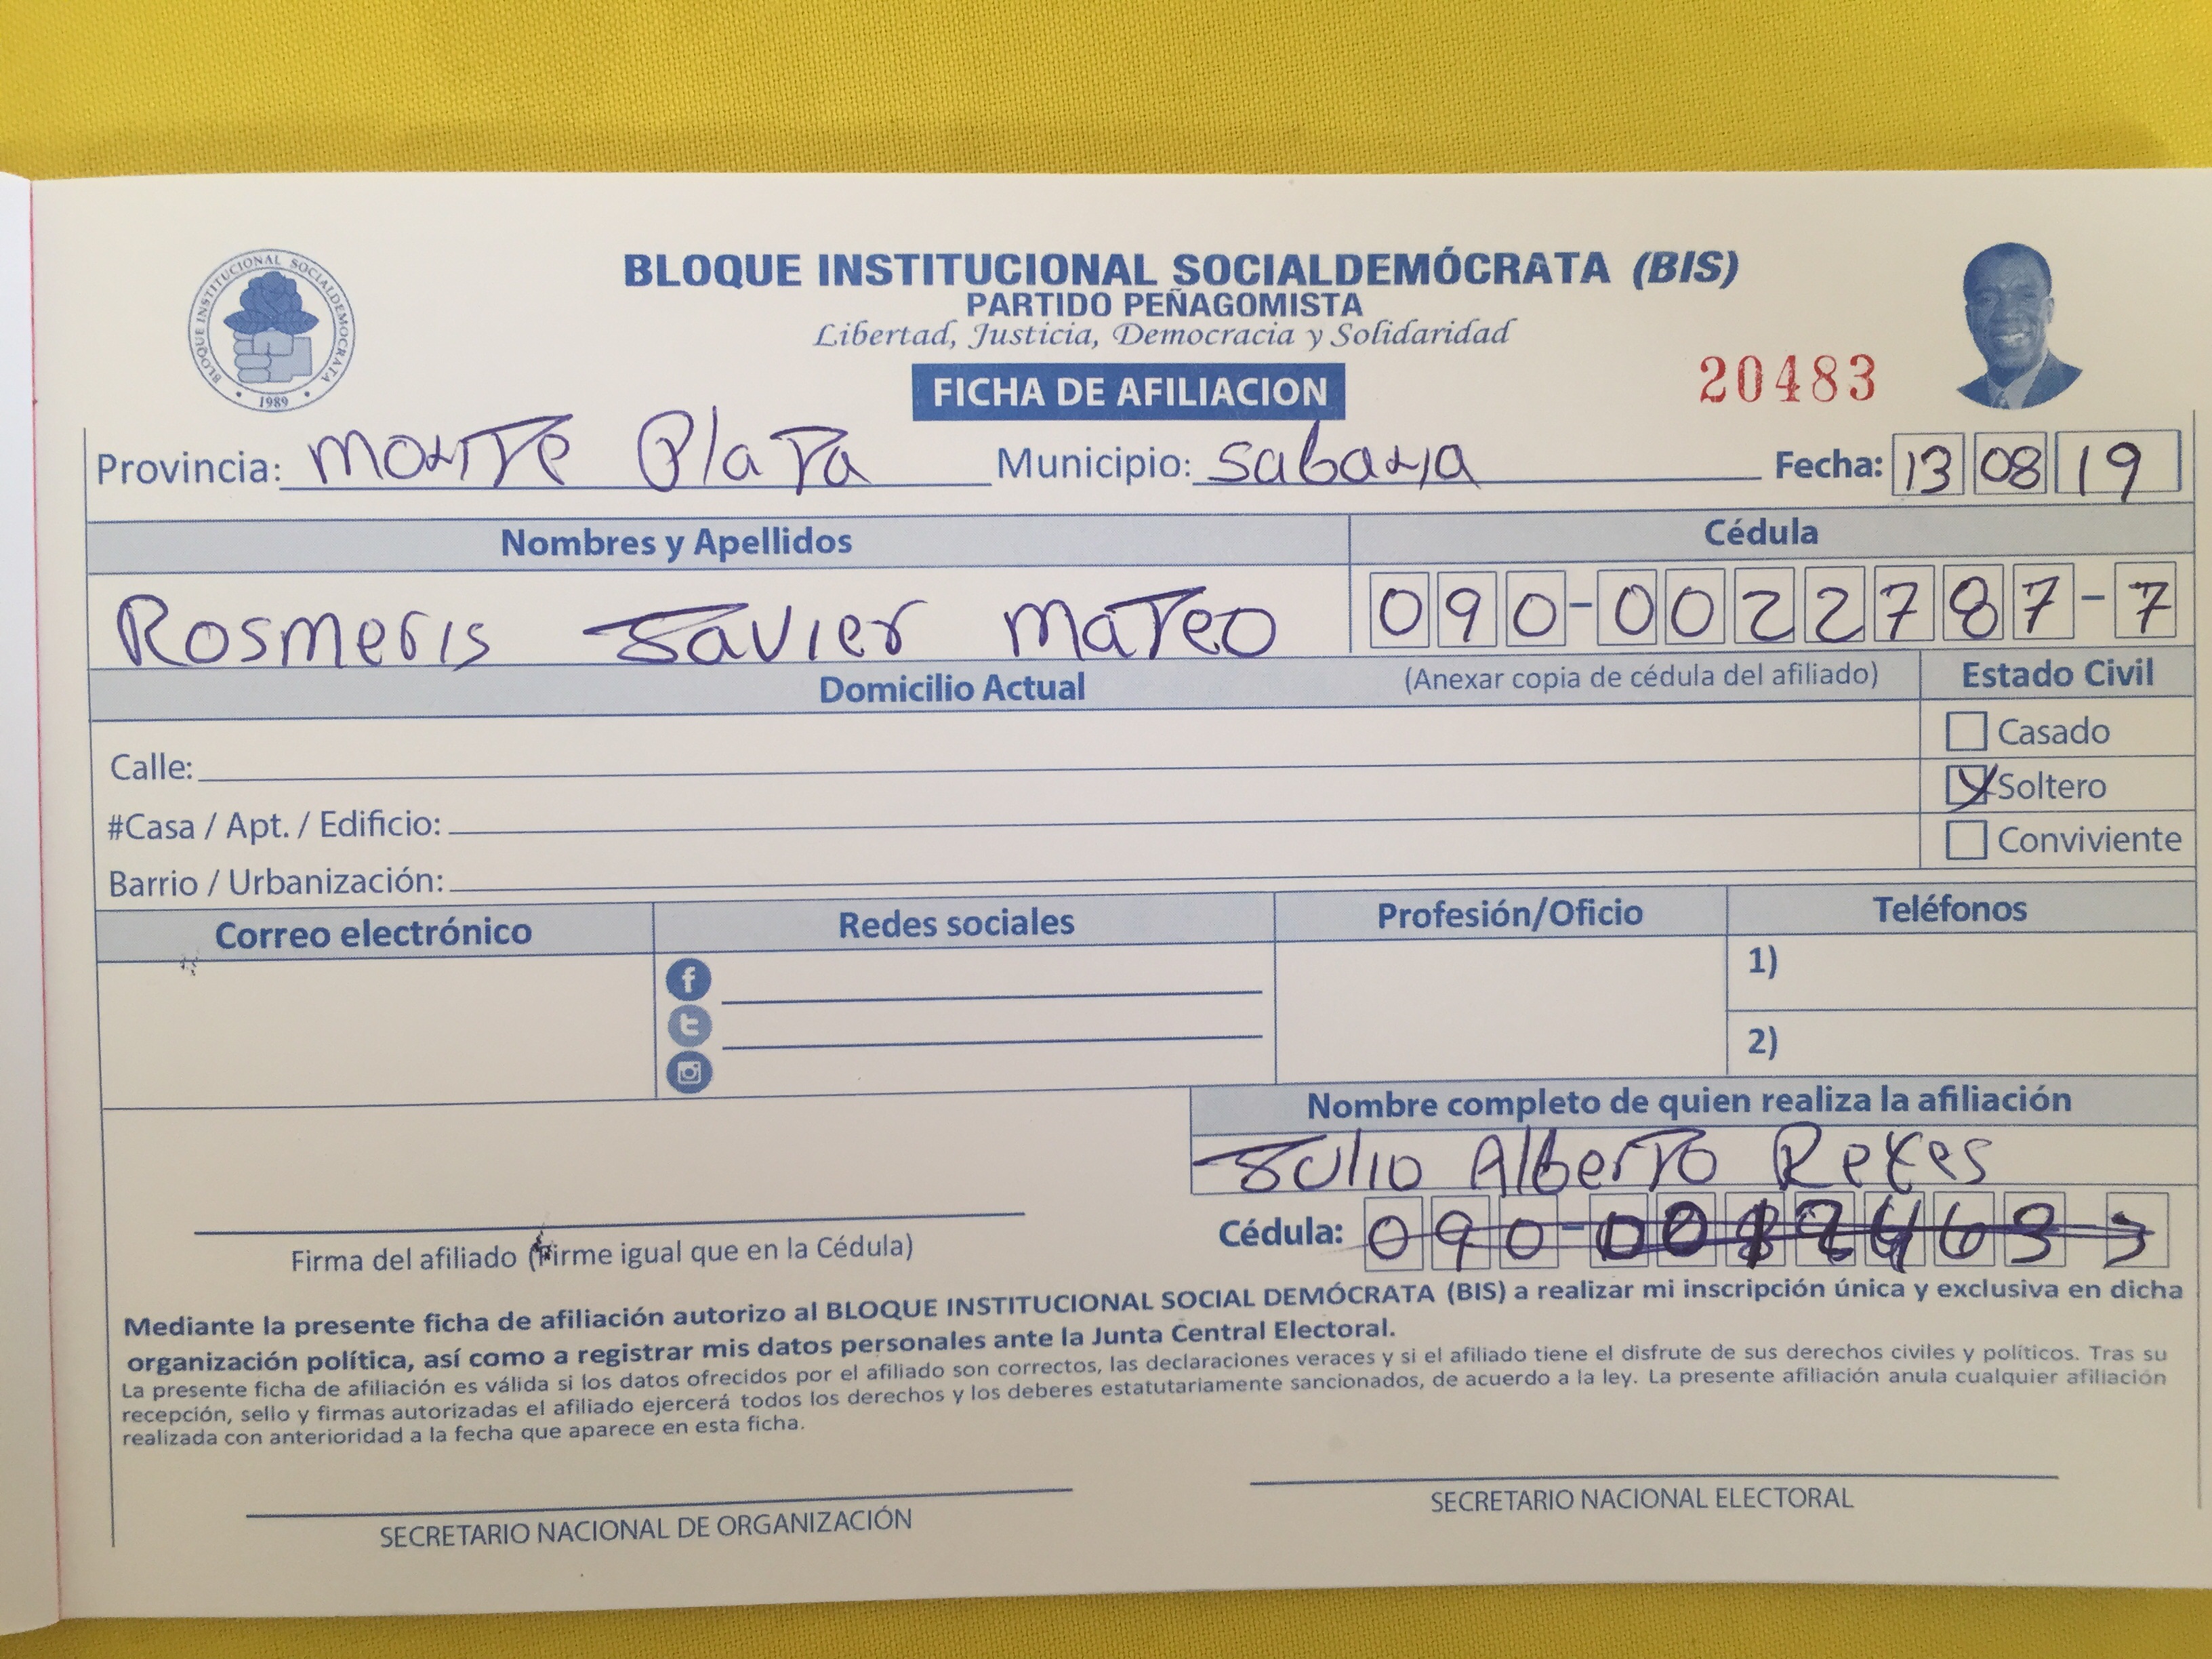 BLOQUE INSTITUCIONAL SOCIALDEMOCRATA
1989
BLOQUE INSTITUCIONAL SOCIALDEMÓCRATA (BIS)
PARTIDO PEÑAGOMISTA
Libertad, Justicia, Democracia y Solidaridad
FICHA DE AFILIACION
20483
Provincia: Monte Plata Municipio: Sabana Fecha: 13 08 19
Nombres y Apellidos Cédula
Rosmeris Javier Mateo 090-0022787-7
Domicilio Actual (Anexar copia de cédula del afiliado) Estado Civil
Casado
Calle:
Soltero
#Casa / Apt. / Edificio:
Conviviente
Barrio / Urbanización:
Correo electrónico Redes sociales Profesión/Oficio Teléfonos
1)
2)
Nombre completo de quien realiza la afiliación
Julio Alberto Reyes
Cédula: 090-
Firma del afiliado (Firme igual que en la Cédula)
Mediante la presente ficha de afiliación autorizo al BLOQUE INSTITUCIONAL SOCIAL DEMÓCRATA (BIS) a realizar mi inscripción única y exclusiva en dicha
organización política, así como a registrar mis datos personales ante la Junta Central Electoral.
La presente ficha de afiliación es válida si los datos ofrecidos por el afiliado son correctos, las declaraciones veraces y si el afiliado tiene el disfrute de sus derechos civiles y políticos. Tras su
recepción, sello y firmas autorizadas el afiliado ejercerá todos los derechos y los deberes estatutariamente sancionados, de acuerdo a la ley. La presente afiliación anula cualquier afiliación
realizada con anterioridad a la fecha que aparece en esta ficha.
SECRETARIO NACIONAL DE ORGANIZACIÓN
SECRETARIO NACIONAL ELECTORAL